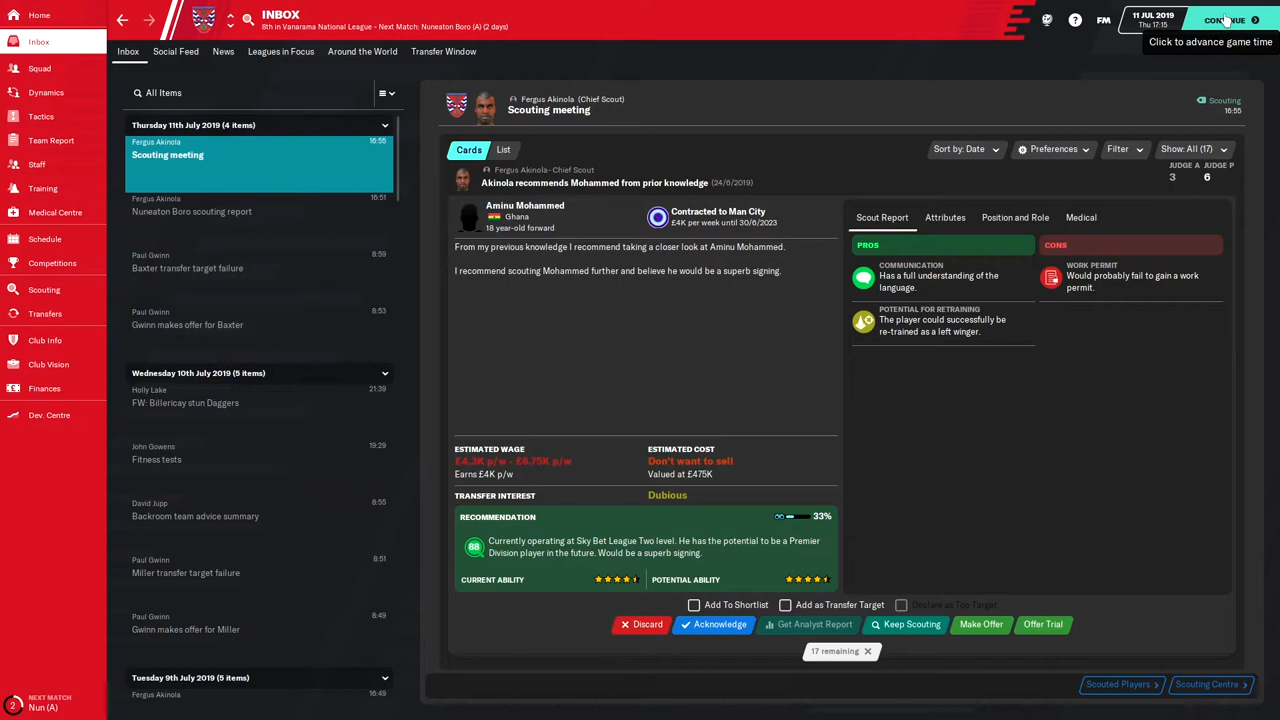 Home
Inbox
Squad
Dynamics
Tactics
Team Report
Staff
Training
Medical Centre
Schedule
Competitions
Scouting
Transfers
Club Info
Club Vision
Finances
Dev. Centre
2
NEXT MATCH
Nun (A)
INBOX
8th in Vanarama National League - Next Match: Nuneaton Boro (A) (2 days)
FM
11 JUL 2019
Thu 17:15
CONTINUE
Click to advance game time
Inbox
Social Feed
News
Leagues in Focus
Around the World
Transfer Window
All Items
Thursday 11th July 2019 (4 items)
Fergus Akinola
16:55
Scouting meeting
Fergus Akinola
16:51
Nuneaton Boro scouting report
Paul Gwinn
8:59
Baxter transfer target failure
Paul Gwinn
8:53
Gwinn makes offer for Baxter
Wednesday 10th July 2019 (5 items)
Holly Lake
21:39
FW: Billericay stun Daggers
John Gowens
19:29
Fitness tests
David Jupp
8:55
Backroom team advice summary
Paul Gwinn
8:51
Miller transfer target failure
Paul Gwinn
8:49
Gwinn makes offer for Miller
Tuesday 9th July 2019 (5 items)
Fergus Akinola
16:49
Fergus Akinola (Chief Scout)
Scouting meeting
Scouting
16:55
Cards
List
Sort by: Date
Preferences
Filter
Show: All (17)
Fergus Akinola- Chief Scout
Akinola recommends Mohammed from prior knowledge (24/6/2019)
JUDGE A
3
JUDGE P
6
Aminu Mohammed
Ghana
18 year-old forward
Contracted to Man City
£4K per week until 30/6/2023
From my previous knowledge I recommend taking a closer look at Aminu Mohammed.
I recommend scouting Mohammed further and believe he would be a superb signing.
ESTIMATED WAGE
£4.3K p/w - £6.75K p/w
Earns £4K p/w
ESTIMATED COST
Don't want to sell
Valued at £475K
TRANSFER INTEREST
Dubious
RECOMMENDATION
33%
88
Currently operating at Sky Bet League Two level. He has the potential to be a Premier
Division player in the future. Would be a superb signing.
CURRENT ABILITY
POTENTIAL ABILITY
Scout Report
Attributes
Position and Role
Medical
PROS
COMMUNICATION
Has a full understanding of the
language.
POTENTIAL FOR RETRAINING
The player could successfully be
re-trained as a left winger.
CONS
WORK PERMIT
Would probably fail to gain a work
permit.
Add To Shortlist
Add as Transfer Target
Declare as Top Target
Discard
Acknowledge
Get Analyst Report
Keep Scouting
Make Offer
Offer Trial
17 remaining
Scouted Players
Scouting Centre